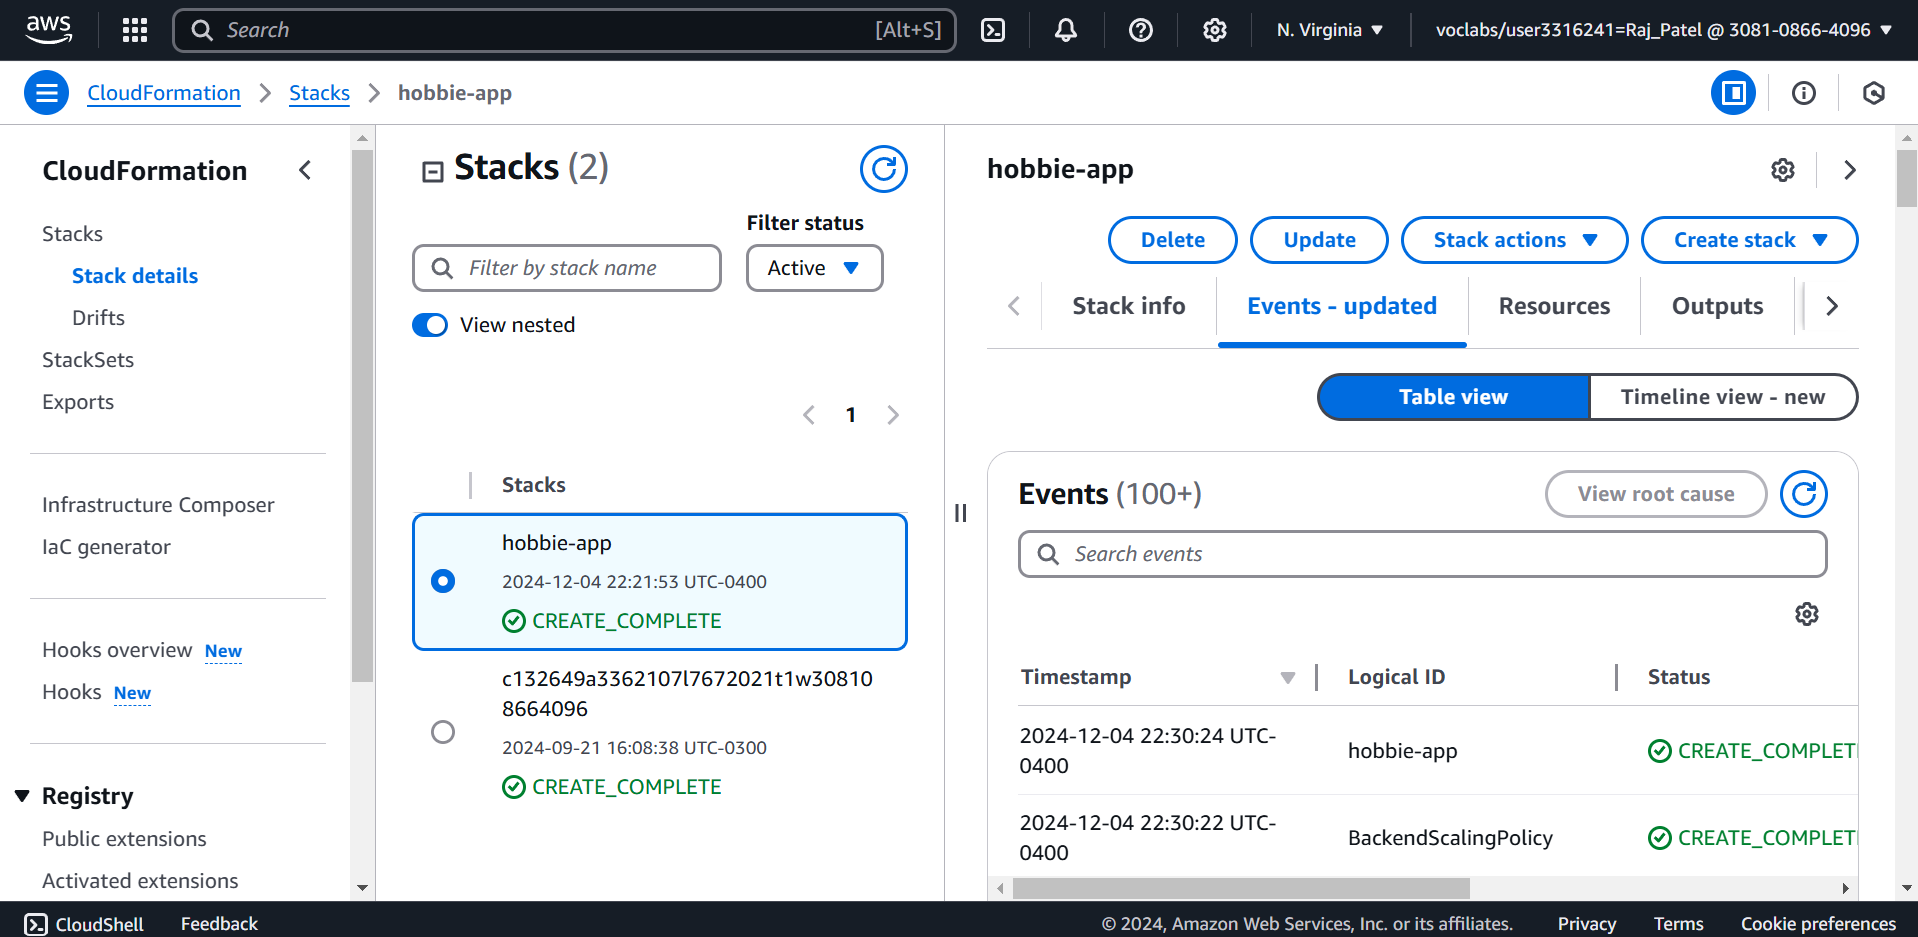 aws
Search [Alt+S]
N. Virginia
voclabs/user3316241=Raj_Patel @ 3081-0866-4096
CloudFormation
Stacks
hobbie-app
CloudFormation
Stacks
Stack details
Drifts
StackSets
Exports
Infrastructure Composer
IaC generator
Hooks overview New
Hooks New
Registry
Public extensions
Activated extensions
Stacks (2)
Filter status
Filter by stack name
Active
View nested
1
Stacks
hobbie-app
2024-12-04 22:21:53 UTC-0400
CREATE_COMPLETE
c132649a3362107l7672021t1w30810
8664096
2024-09-21 16:08:38 UTC-0300
CREATE_COMPLETE
hobbie-app
Delete
Update
Stack actions
Create stack
Stack info
Events - updated
Resources
Outputs
Table view
Timeline view - new
Events (100+)
View root cause
Search events
Timestamp
Logical ID
Status
2024-12-04 22:30:24 UTC-
0400
hobbie-app
CREATE_COMPLET
2024-12-04 22:30:22 UTC-
0400
BackendScalingPolicy
CREATE_COMPLET
CloudShell
Feedback
© 2024, Amazon Web Services, Inc. or its affiliates.
Privacy
Terms
Cookie preferences